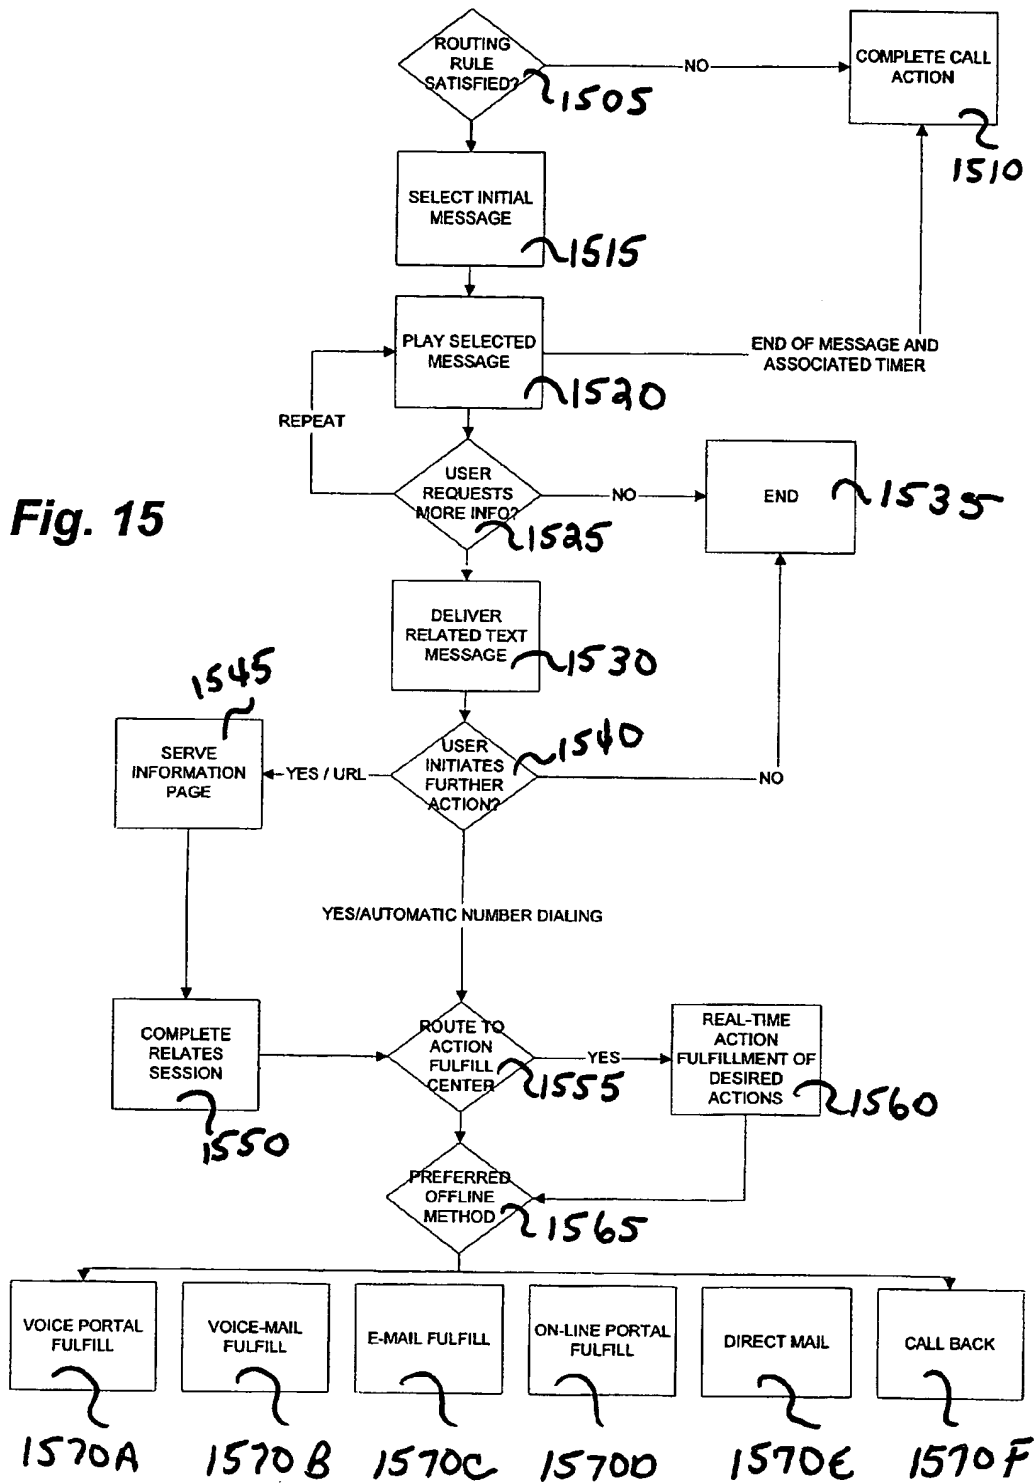 ROUTING
RULE
SATISFIED?
1505
NO
COMPLETE CALL
ACTION
1510
SELECT INITIAL
MESSAGE
1515
PLAY SELECTED
MESSAGE
1520
END OF MESSAGE AND
ASSOCIATED TIMER
REPEAT
USER
REQUESTS
MORE INFO?
1525
NO
END
1535
Fig. 15
DELIVER
RELATED TEXT
MESSAGE
1530
1545
SERVE
INFORMATION
PAGE
YES / URL
USER
INITIATES
FURTHER
ACTION?
1540
NO
YES/AUTOMATIC NUMBER DIALING
COMPLETE
RELATES
SESSION
1550
ROUTE TO
ACTION
FULFILL
CENTER
1555
YES
REAL-TIME
ACTION
FULFILLMENT OF
DESIRED
ACTIONS
1560
PREFERRED
OFFLINE
METHOD
1565
VOICE PORTAL
FULFILL
VOICE-MAIL
FULFILL
E-MAIL FULFILL
ON-LINE PORTAL
FULFILL
DIRECT MAIL
CALL BACK
1570A
1570B
1570C
1570D
1570E
1570F